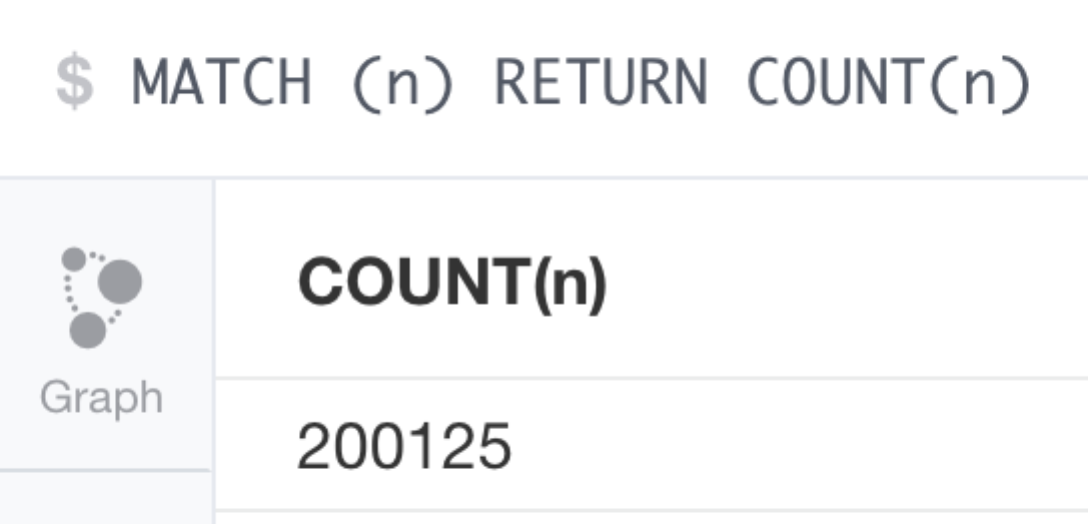 $ MATCH (n) RETURN COUNT(n)
COUNT(n)
Graph
200125